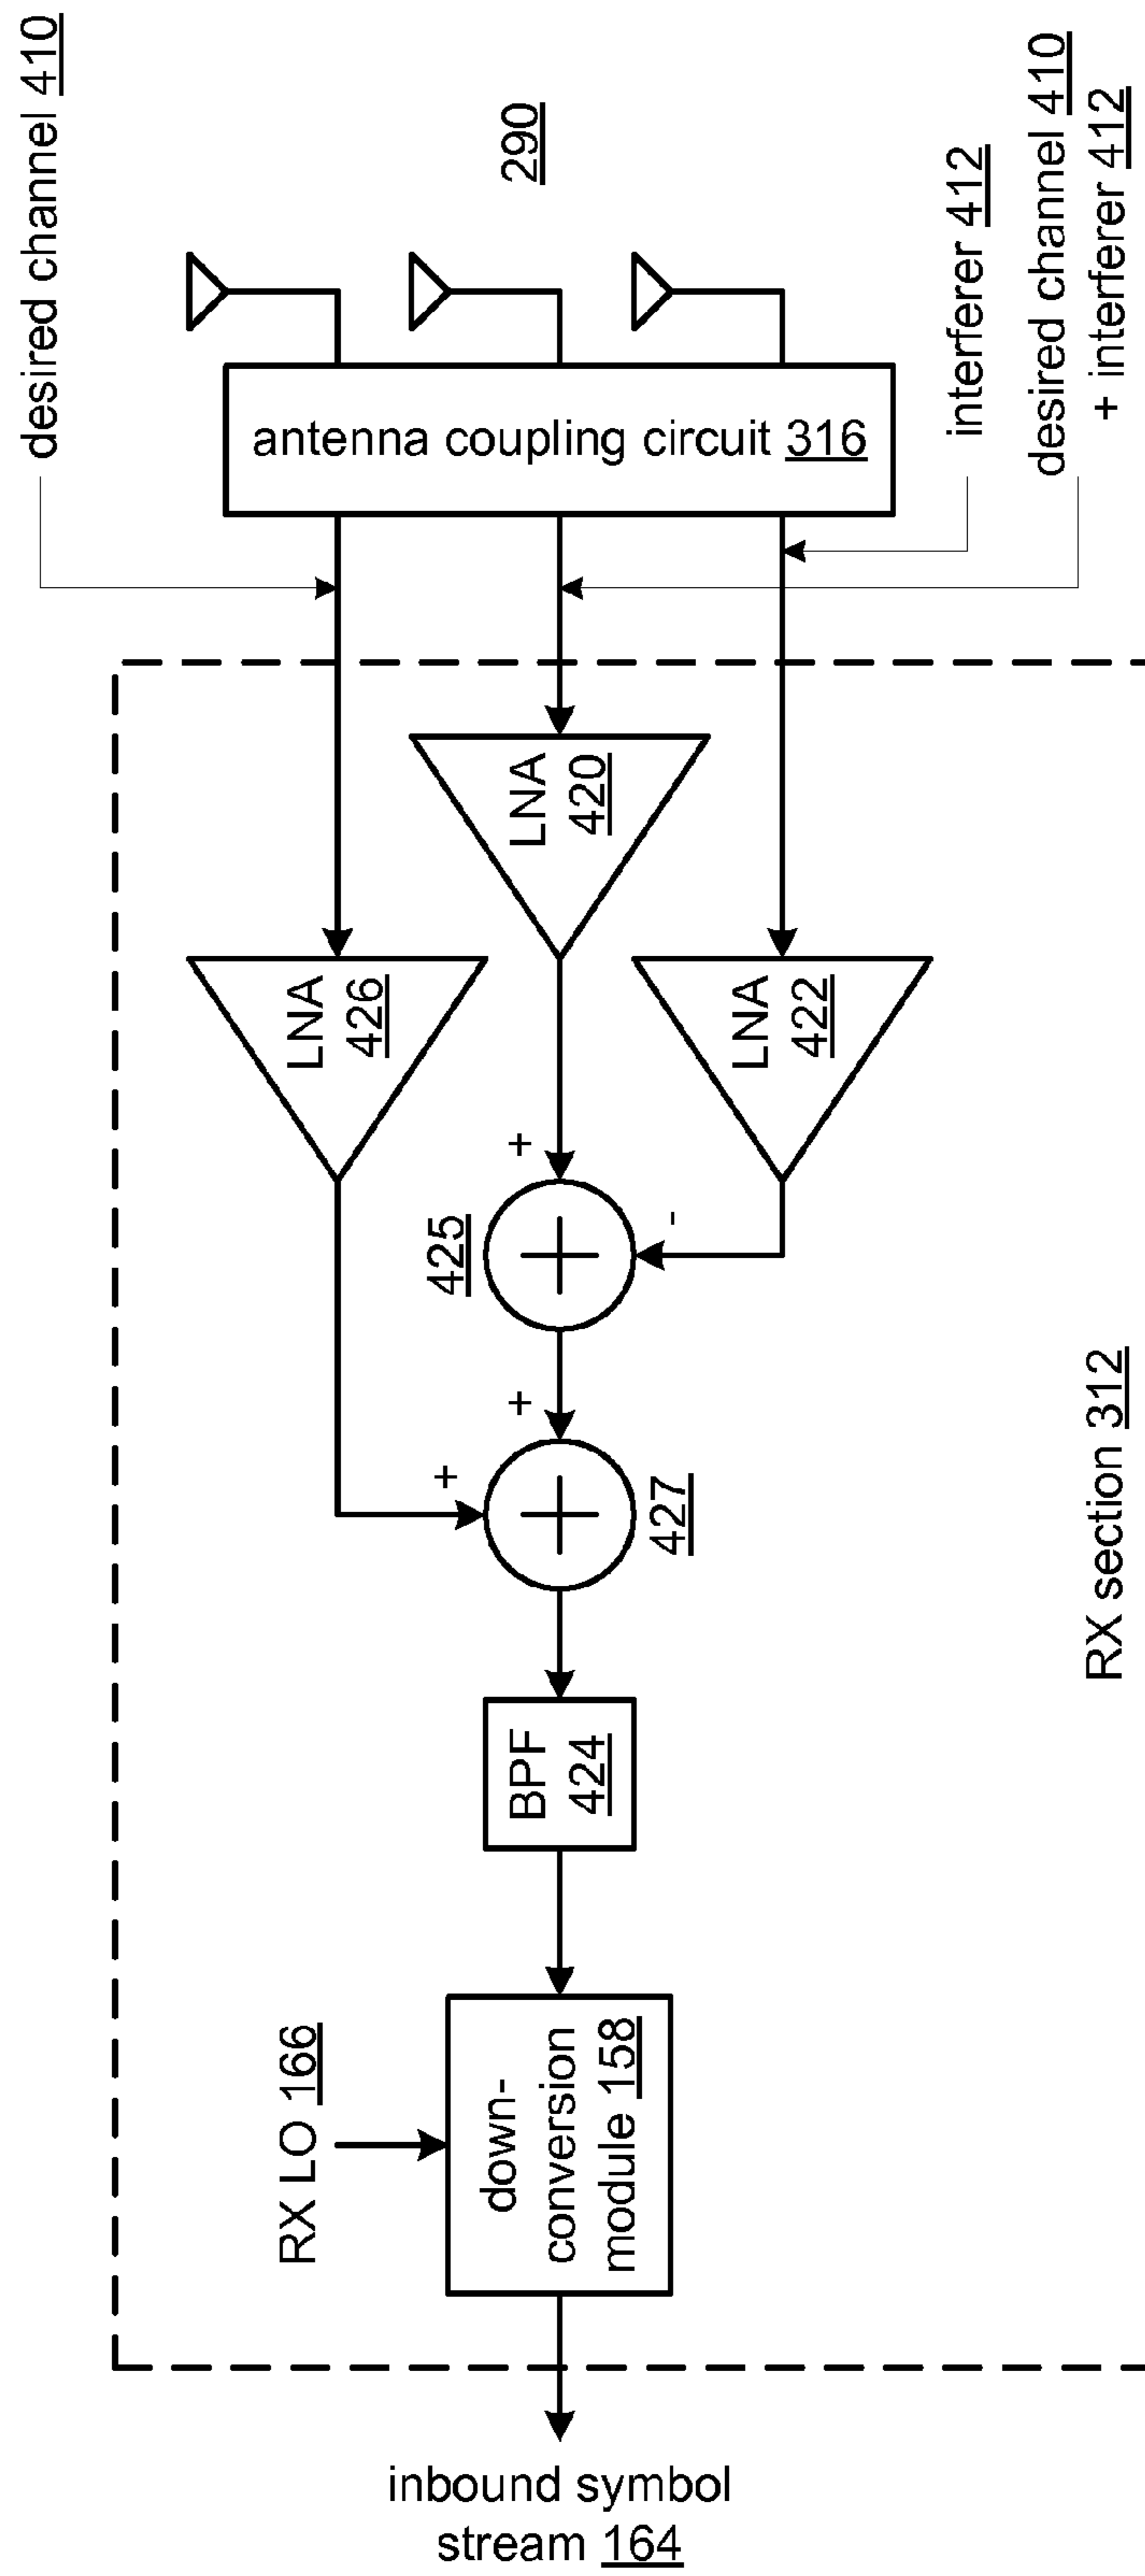 desired channel 410
290
interferer 412
desired channel 410
+ interferer 412
antenna coupling circuit 316
LNA
426
LNA
420
LNA
422
+
-
425
+
+
427
BPF
424
RX LO 166
down-
conversion
module 158
RX section 312
inbound symbol
stream 164